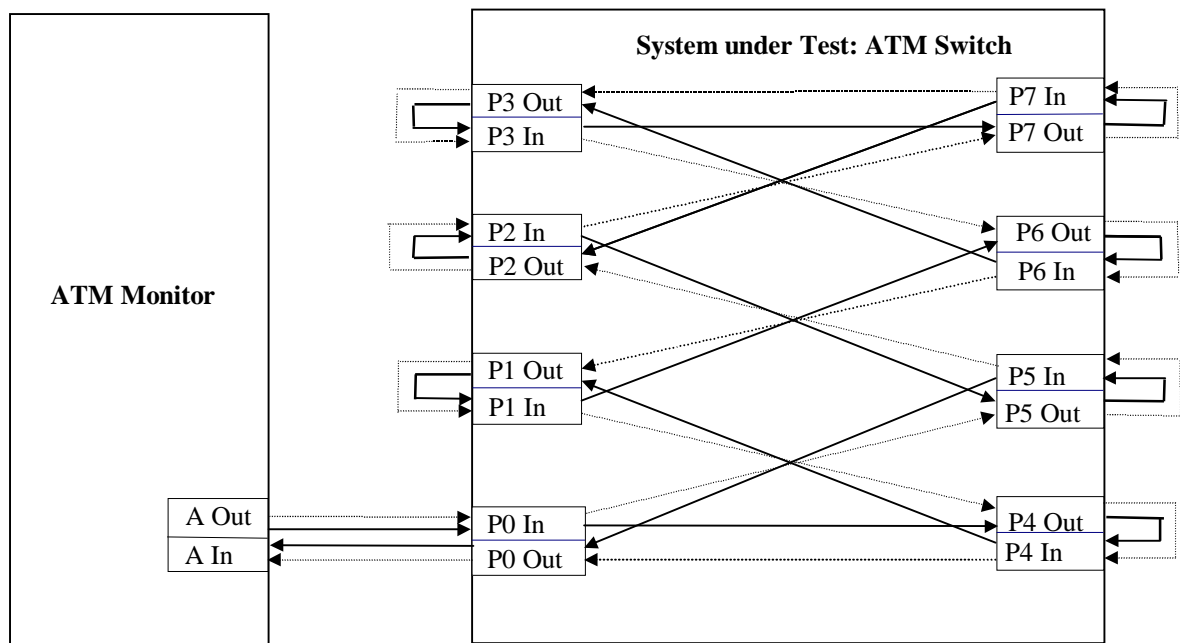 System under Test: ATM Switch
ATM Monitor
P3 Out
P3 In
P2 In
P2 Out
P1 Out
P1 In
A Out
A In
P0 In
P0 Out
P7 In
P7 Out
P6 Out
P6 In
P5 In
P5 Out
P4 Out
P4 In